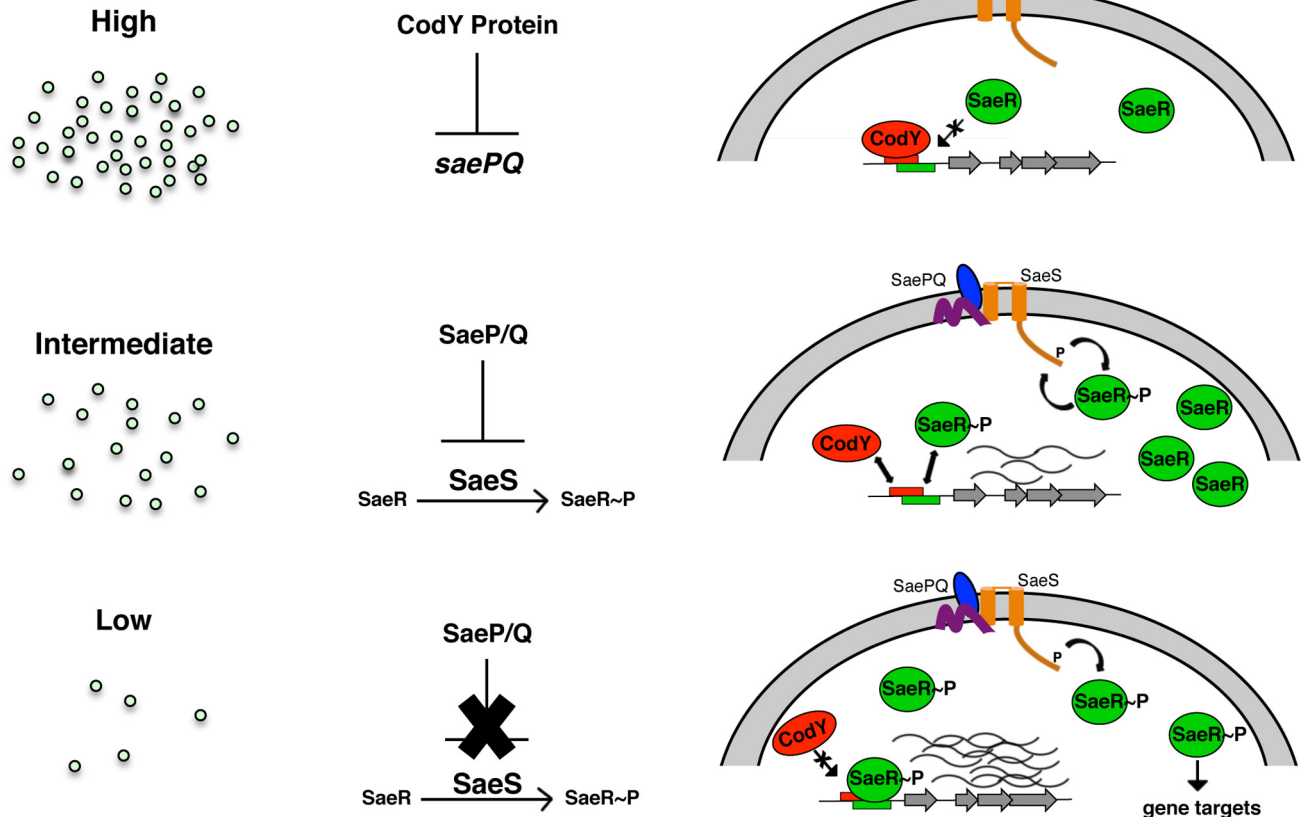 High
CodY Protein
saePQ
SaeR
SaeR
CodY
Intermediate
SaeP/Q
SaeS
SaeR
SaeR~P
SaePQ
SaeS
P
SaeR~P
SaeR
CodY
SaeR~P
SaeR
SaeR
Low
SaeP/Q
SaeS
SaeR
SaeR~P
SaePQ
SaeS
P
SaeR~P
SaeR~P
CodY
SaeR~P
SaeR~P
gene targets